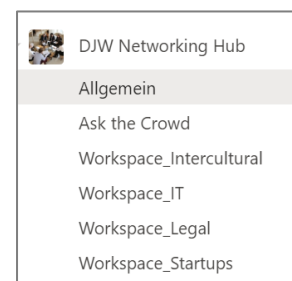 DJW Networking Hub
Allgemein
Ask the Crowd
Workspace_Intercultural
Workspace_IT
Workspace_Legal
Workspace_Startups